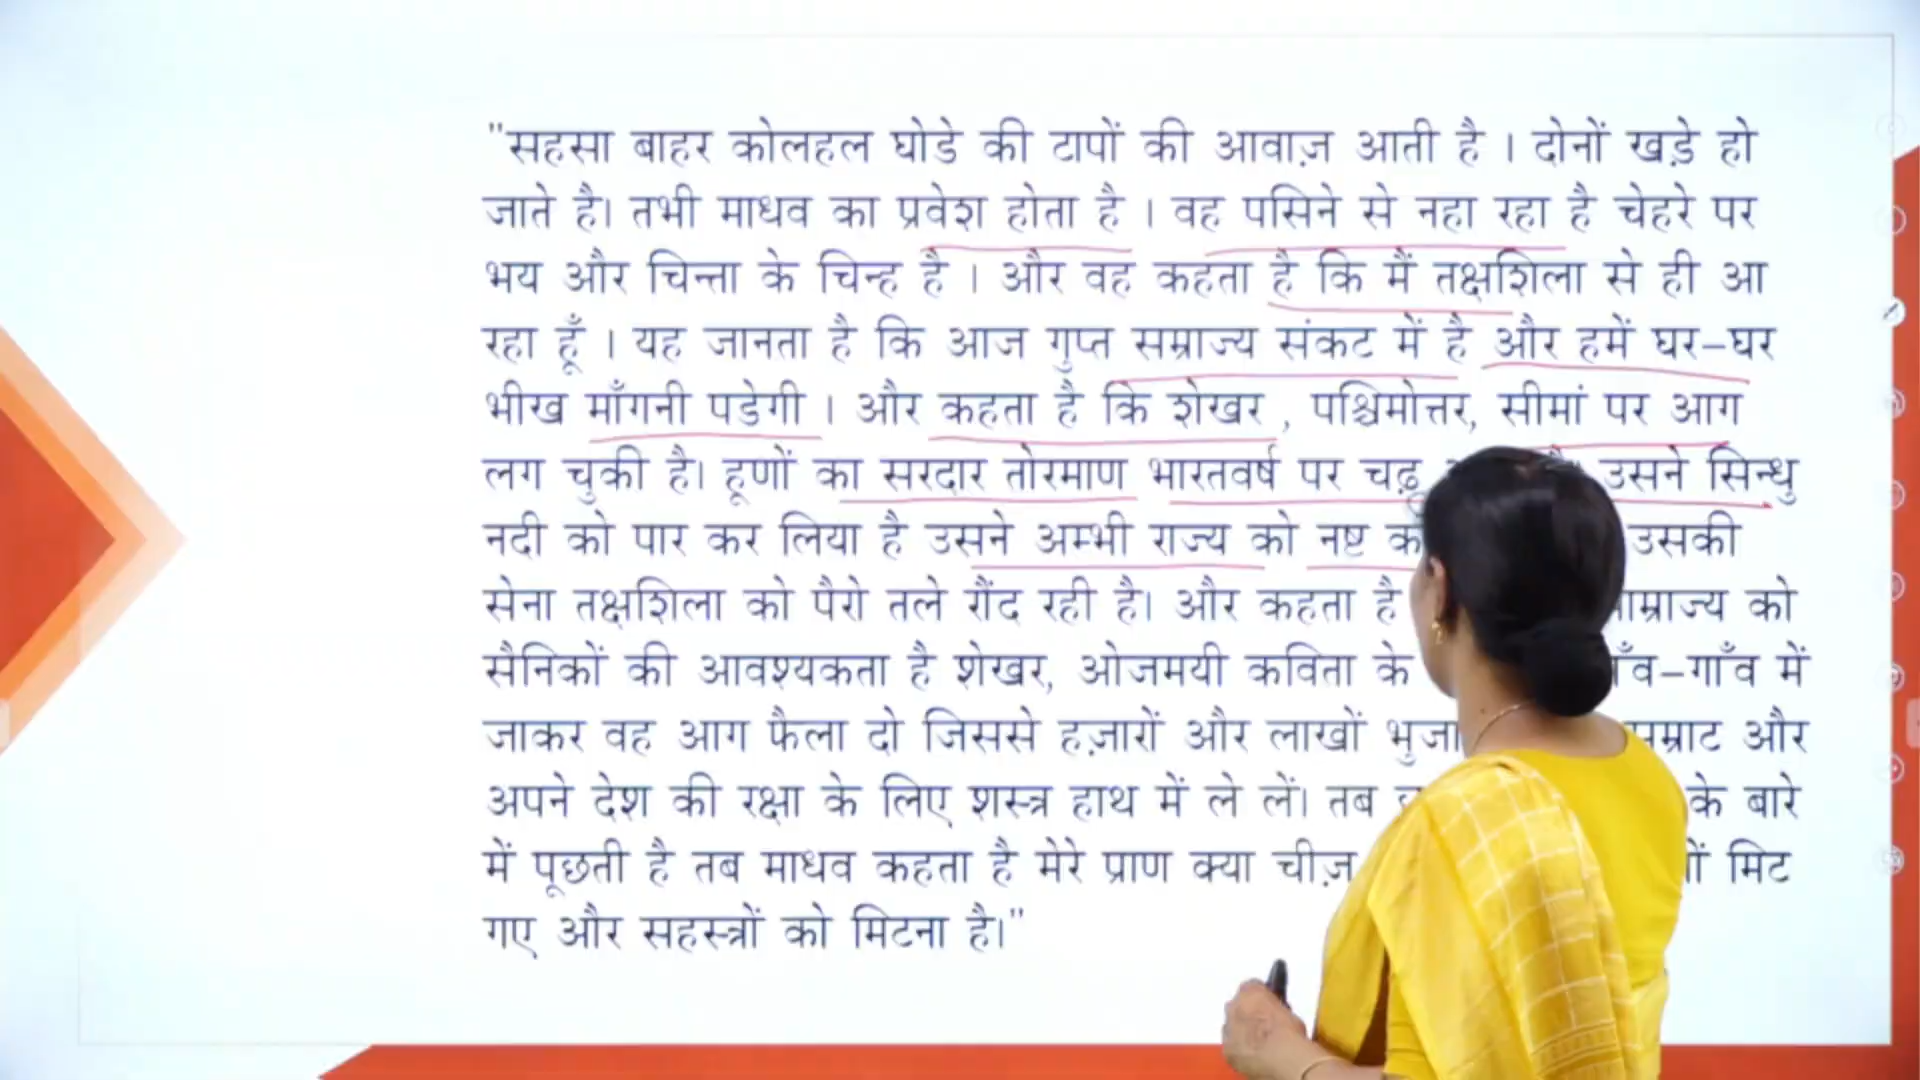 "सहसा बाहर कोलहल घोडे की टापों की आवाज़ आती है । दोनों खड़े हो
जाते है। तभी माधव का प्रवेश होता है । वह पसिने से नहा रहा है चेहरे पर
भय और चिन्ता के चिन्ह है । और वह कहता है कि मैं तक्षशिला से ही आ
रहा हूँ । यह जानता है कि आज गुप्त सम्राज्य संकट में है और हमें घर–घर
भीख माँगनी पडेगी । और कहता है कि शेखर , पश्चिमोत्तर, सीमां पर आग
लग चुकी है। हूणों का सरदार तोरमाण भारतवर्ष पर चढ़ उसने सिन्धु
नदी को पार कर लिया है उसने अम्भी राज्य को नष्ट उसकी
सेना तक्षशिला को पैरो तले रौंद रही है। और कहता है को
सैनिकों की आवश्यकता है शेखर, ओजमयी कविता के गाँव में
जाकर वह आग फैला दो जिससे हज़ारों और लाखों और
अपने देश की रक्षा के लिए शस्त्र हाथ में ले लें। तब के बारे
में पूछती है तब माधव कहता है मेरे प्राण क्या चीज़ मिट
गए और सहस्त्रों को मिटना है।"